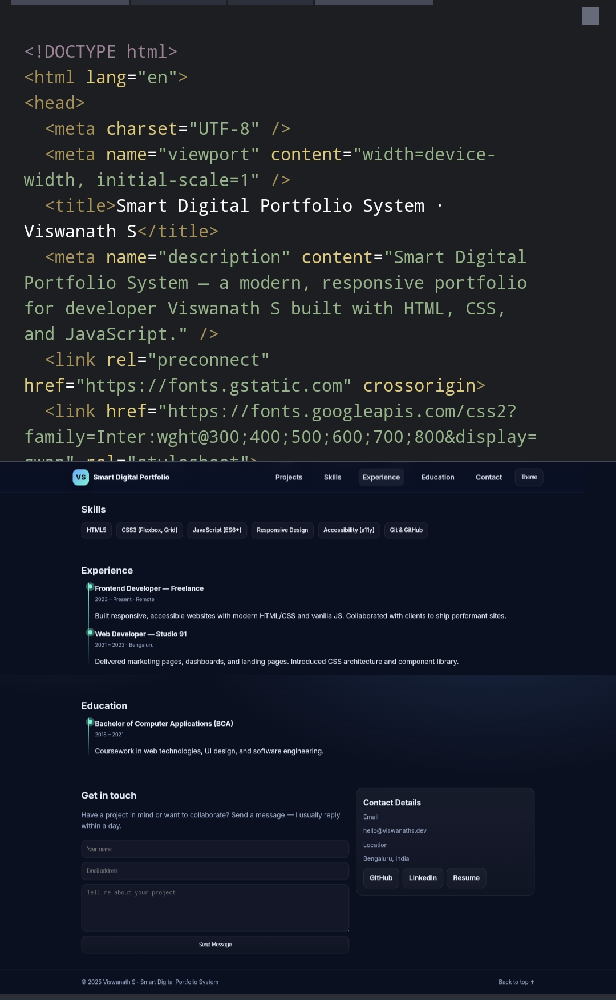 <!DOCTYPE html>
<html lang="en">
<head>
<meta charset="UTF-8" />
<meta name="viewport" content="width=device-
width, initial-scale=1" />
<title>Smart Digital Portfolio System ·
Viswanath S</title>
<meta name="description" content="Smart Digital
Portfolio System — a modern, responsive portfolio
for developer Viswanath S built with HTML, CSS,
and JavaScript." />
<link rel="preconnect"
href="https://fonts.gstatic.com" crossorigin>
<link href="https://fonts.googleapis.com/css2?
family=Inter:wght@300;400;500;600;700;800&display=
swap" rel="stylesheet">
VS Smart Digital Portfolio Projects Skills Experience Education Contact Theme
Skills
HTML5 CSS3 (Flexbox, Grid) JavaScript (ES6+) Responsive Design Accessibility (a11y) Git & GitHub
Experience
Frontend Developer — Freelance
2023 – Present · Remote
Built responsive, accessible websites with modern HTML/CSS and vanilla JS. Collaborated with clients to ship performant sites.
Web Developer — Studio 91
2021 – 2023 · Bengaluru
Delivered marketing pages, dashboards, and landing pages. Introduced CSS architecture and component library.
Education
Bachelor of Computer Applications (BCA)
2018 – 2021
Coursework in web technologies, UI design, and software engineering.
Get in touch
Have a project in mind or want to collaborate? Send a message — I usually reply
within a day.
Your name
Email address
Tell me about your project
Send Message
Contact Details
Email
hello@viswanaths.dev
Location
Bengaluru, India
GitHub LinkedIn Resume
© 2025 Viswanath S · Smart Digital Portfolio System Back to top ↑